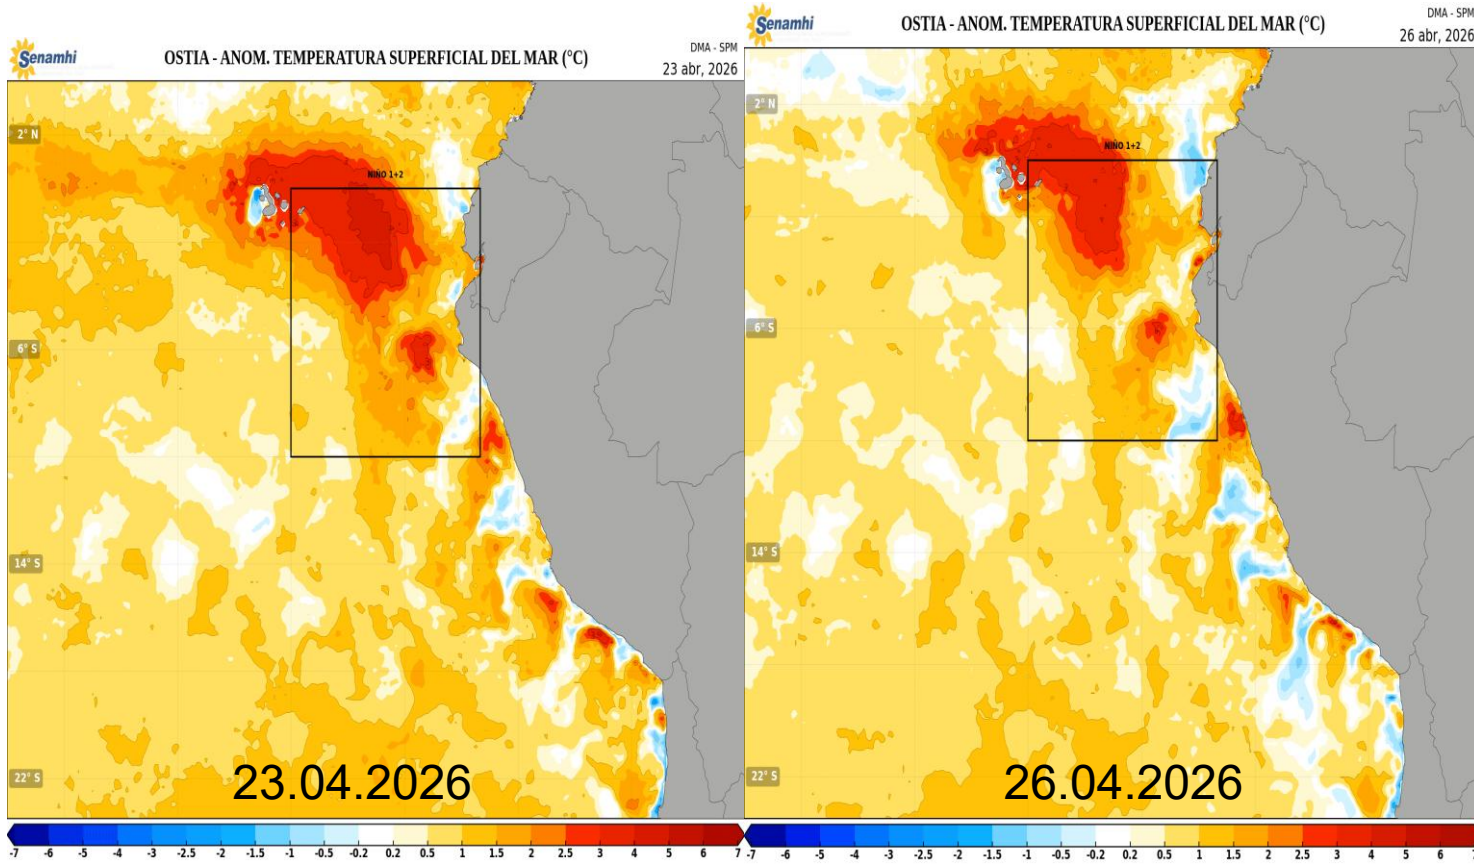 Senamhi
OSTIA - ANOM. TEMPERATURA SUPERFICIAL DEL MAR (°C)
DMA - SPM
23 abr, 2026
2° N
NIÑO 1+2
6° S
14° S
22° S
23.04.2026
-7 -6 -5 -4 -3 -2.5 -2 -1.5 -1 -0.5 -0.2 0.2 0.5 1 1.5 2 2.5 3 4 5 6 7
Senamhi
OSTIA - ANOM. TEMPERATURA SUPERFICIAL DEL MAR (°C)
DMA - SPM
26 abr, 2026
2° N
NIÑO 1+2
6° S
14° S
22° S
26.04.2026
-7 -6 -5 -4 -3 -2.5 -2 -1.5 -1 -0.5 -0.2 0.2 0.5 1 1.5 2 2.5 3 4 5 6